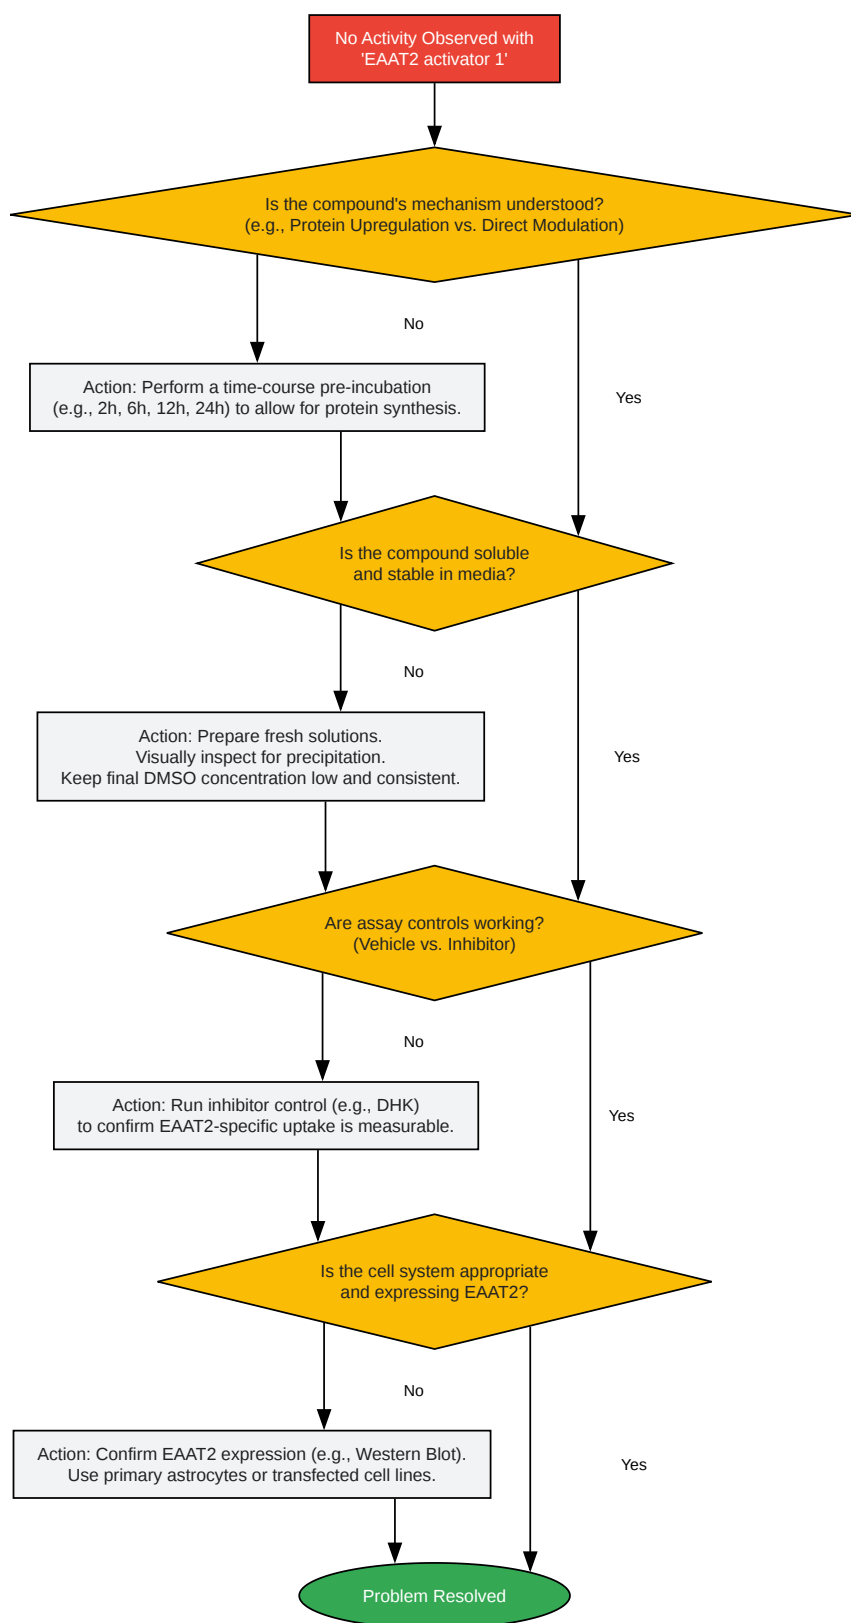 No Activity Observed with
'EAAT2 activator 1'
Is the compound's mechanism understood?
(e.g., Protein Upregulation vs. Direct Modulation)
No
Action: Perform a time-course pre-incubation
(e.g., 2h, 6h, 12h, 24h) to allow for protein synthesis.
Yes
Is the compound soluble
and stable in media?
No
Action: Prepare fresh solutions.
Visually inspect for precipitation.
Keep final DMSO concentration low and consistent.
Yes
Are assay controls working?
(Vehicle vs. Inhibitor)
No
Action: Run inhibitor control (e.g., DHK)
to confirm EAAT2-specific uptake is measurable.
Yes
Is the cell system appropriate
and expressing EAAT2?
No
Action: Confirm EAAT2 expression (e.g., Western Blot).
Use primary astrocytes or transfected cell lines.
Yes
Problem Resolved